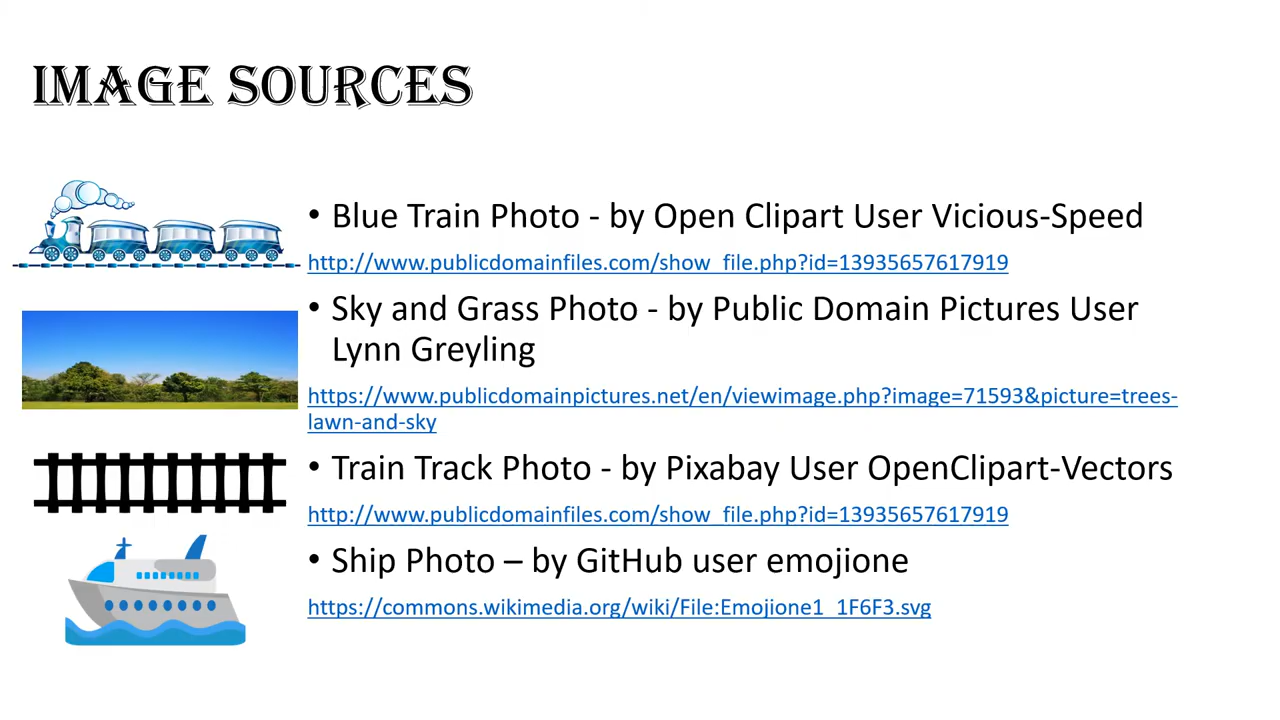 IMAGE SOURCES
• Blue Train Photo - by Open Clipart User Vicious-Speed
http://www.publicdomainfiles.com/show_file.php?id=13935657617919
• Sky and Grass Photo - by Public Domain Pictures User
Lynn Greyling
https://www.publicdomainpictures.net/en/viewimage.php?image=71593&picture=trees-
lawn-and-sky
• Train Track Photo - by Pixabay User OpenClipart-Vectors
http://www.publicdomainfiles.com/show_file.php?id=13935657617919
• Ship Photo – by GitHub user emojione
https://commons.wikimedia.org/wiki/File:Emojione1_1F6F3.svg